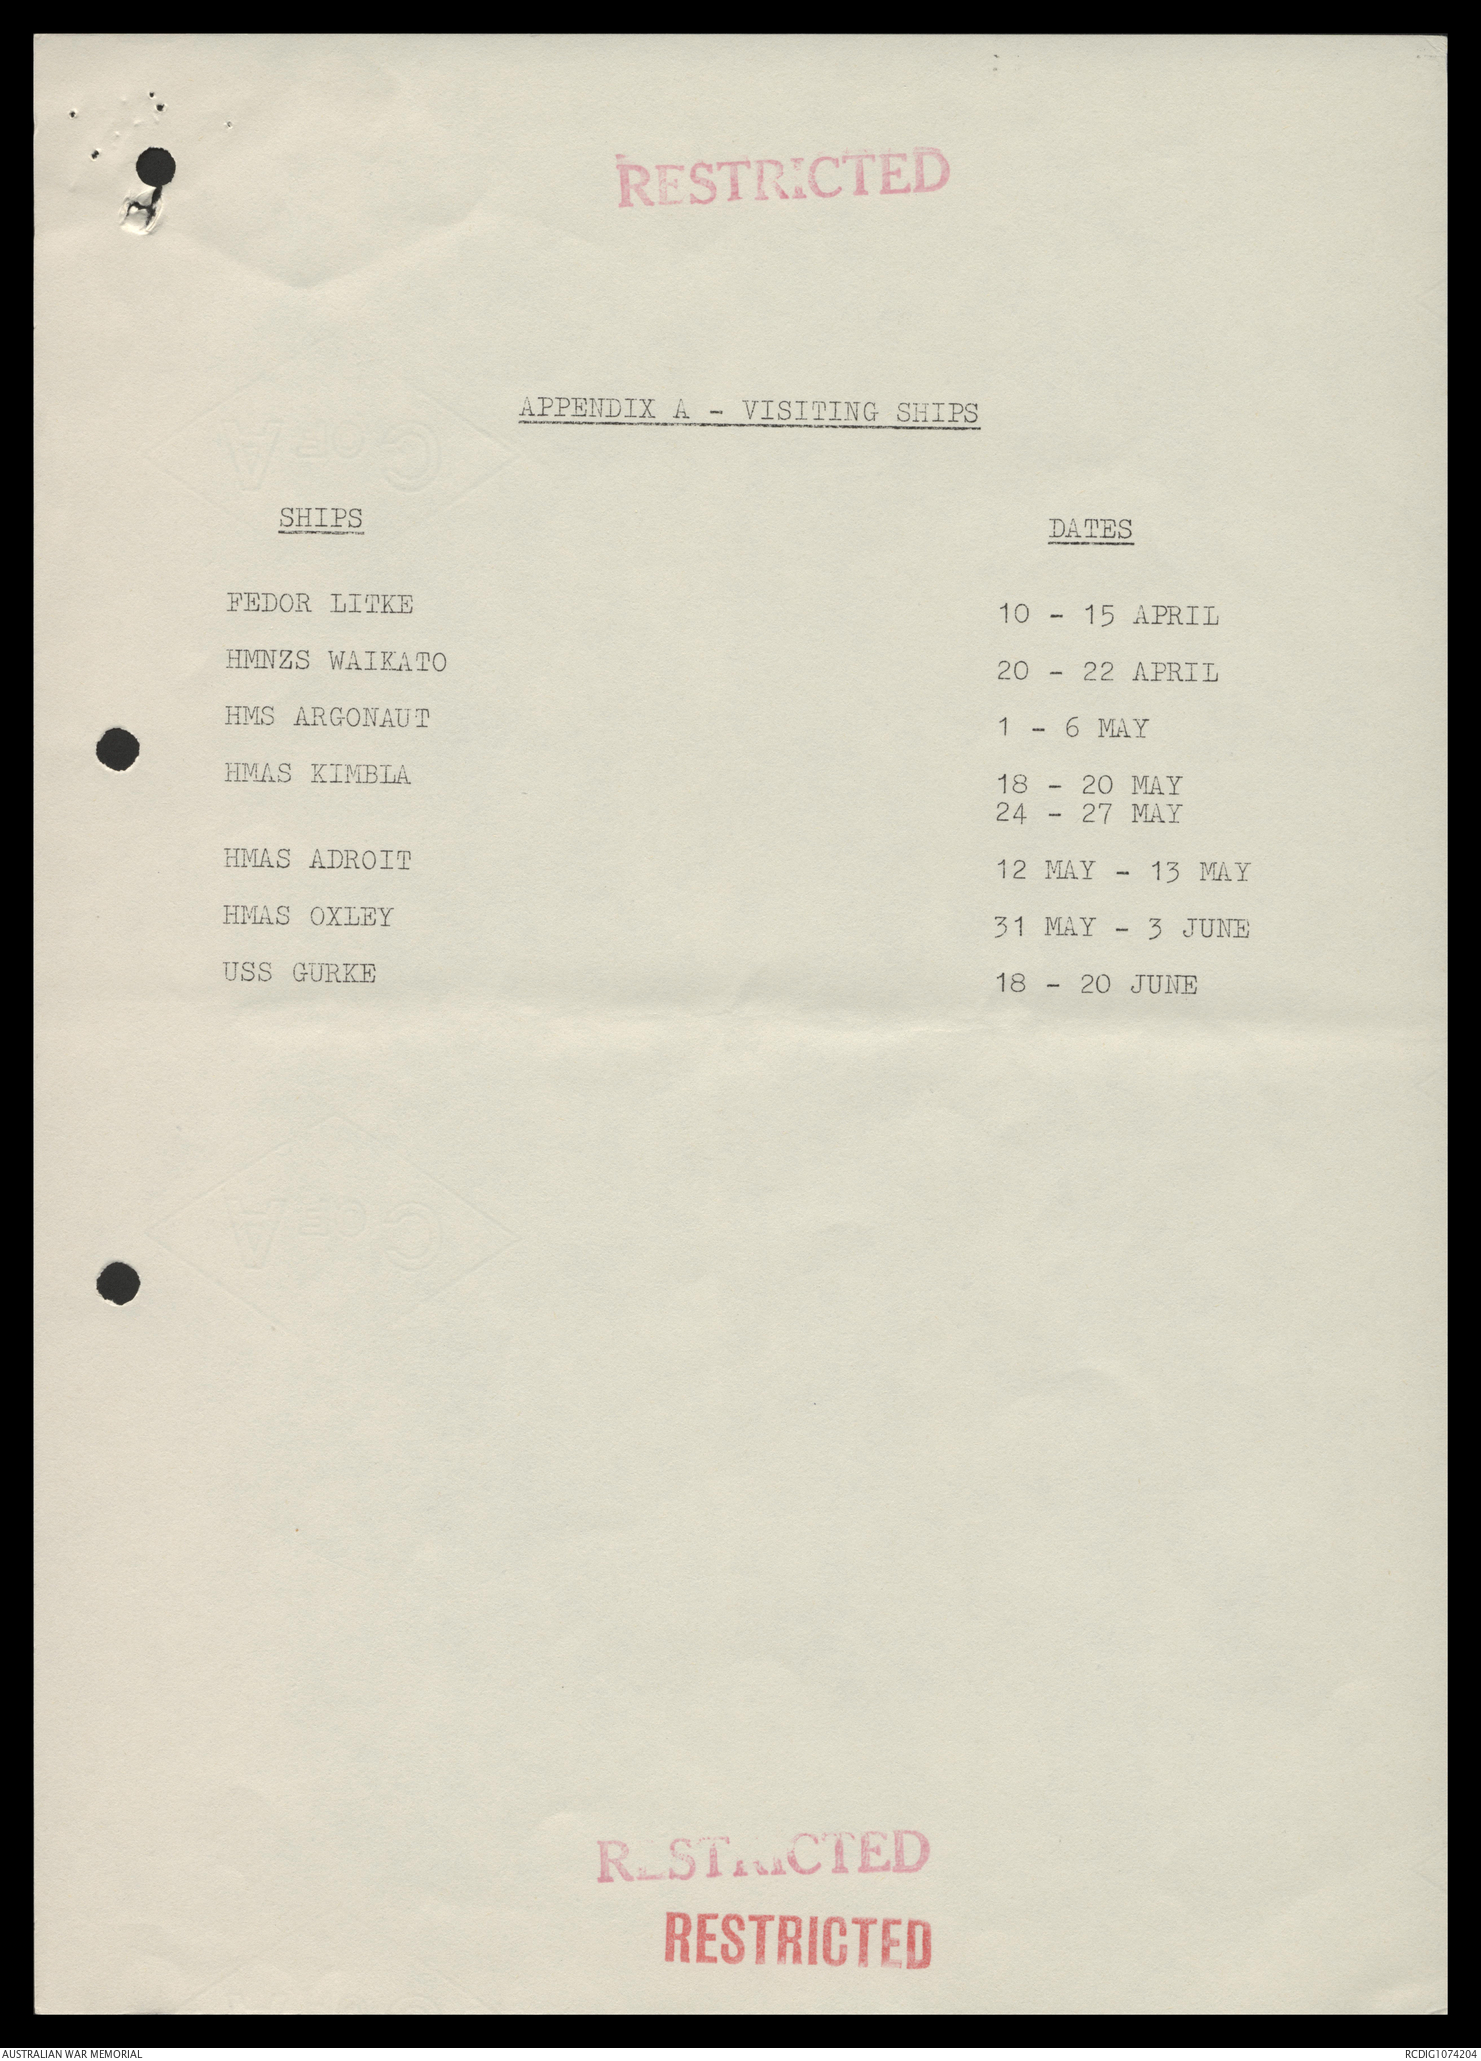 RESTRICTED
APPENDIX A - VISITING SHIPS
SHIPS DATES
FEDOR LITKE 10 - 15 APRIL
HMNZS WAIKATO 20 - 22 APRIL
HMS ARGONAUT 1 - 6 MAY
HMAS KIMBLA 18 - 20 MAY
24 - 27 MAY
HMAS ADROIT 12 MAY - 13 MAY
HMAS OXLEY 31 MAY - 3 JUNE
USS GURKE 18 - 20 JUNE
RESTRICTED
RESTRICTED
AUSTRALIAN WAR MEMORIAL RCDIG1074204